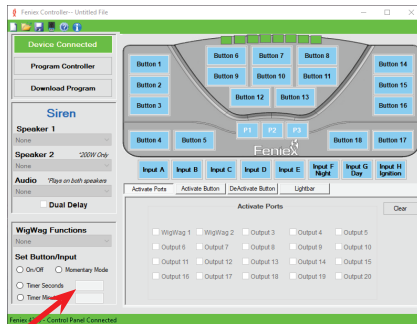 Feniex Controller-- Untitled File
Device Connected
Program Controller
Download Program
Siren
Speaker 1
None
Speaker 2 *200W Only
None
Audio *Plays on both speakers
None
Dual Delay
WigWag Functions
None
Set Button/Input
On/Off Momentary Mode
Timer Seconds
Button 1
Button 2
Button 3
Button 4 Button 5
Button 6 Button 7 Button 8
Button 9 Button 10 Button 11
Button 12 Button 13
P1 P2 P3
Feniex
Button 14
Button 15
Button 16
Button 18 Button 17
Input A Input B Input C Input D Input E Input F Night Input G Day Input H Ignition
Activate Ports Activate Button DeActivate Button Lightbar
Activate Ports
Clear
WigWag 1 WigWag 2 Output 3 Output 4 Output 5
Output 6 Output 7 Output 8 Output 9 Output 10
Output 11 Output 12 Output 13 Output 14 Output 15
Output 16 Output 17 Output 18 Output 19 Output 20
- Control Panel Connected